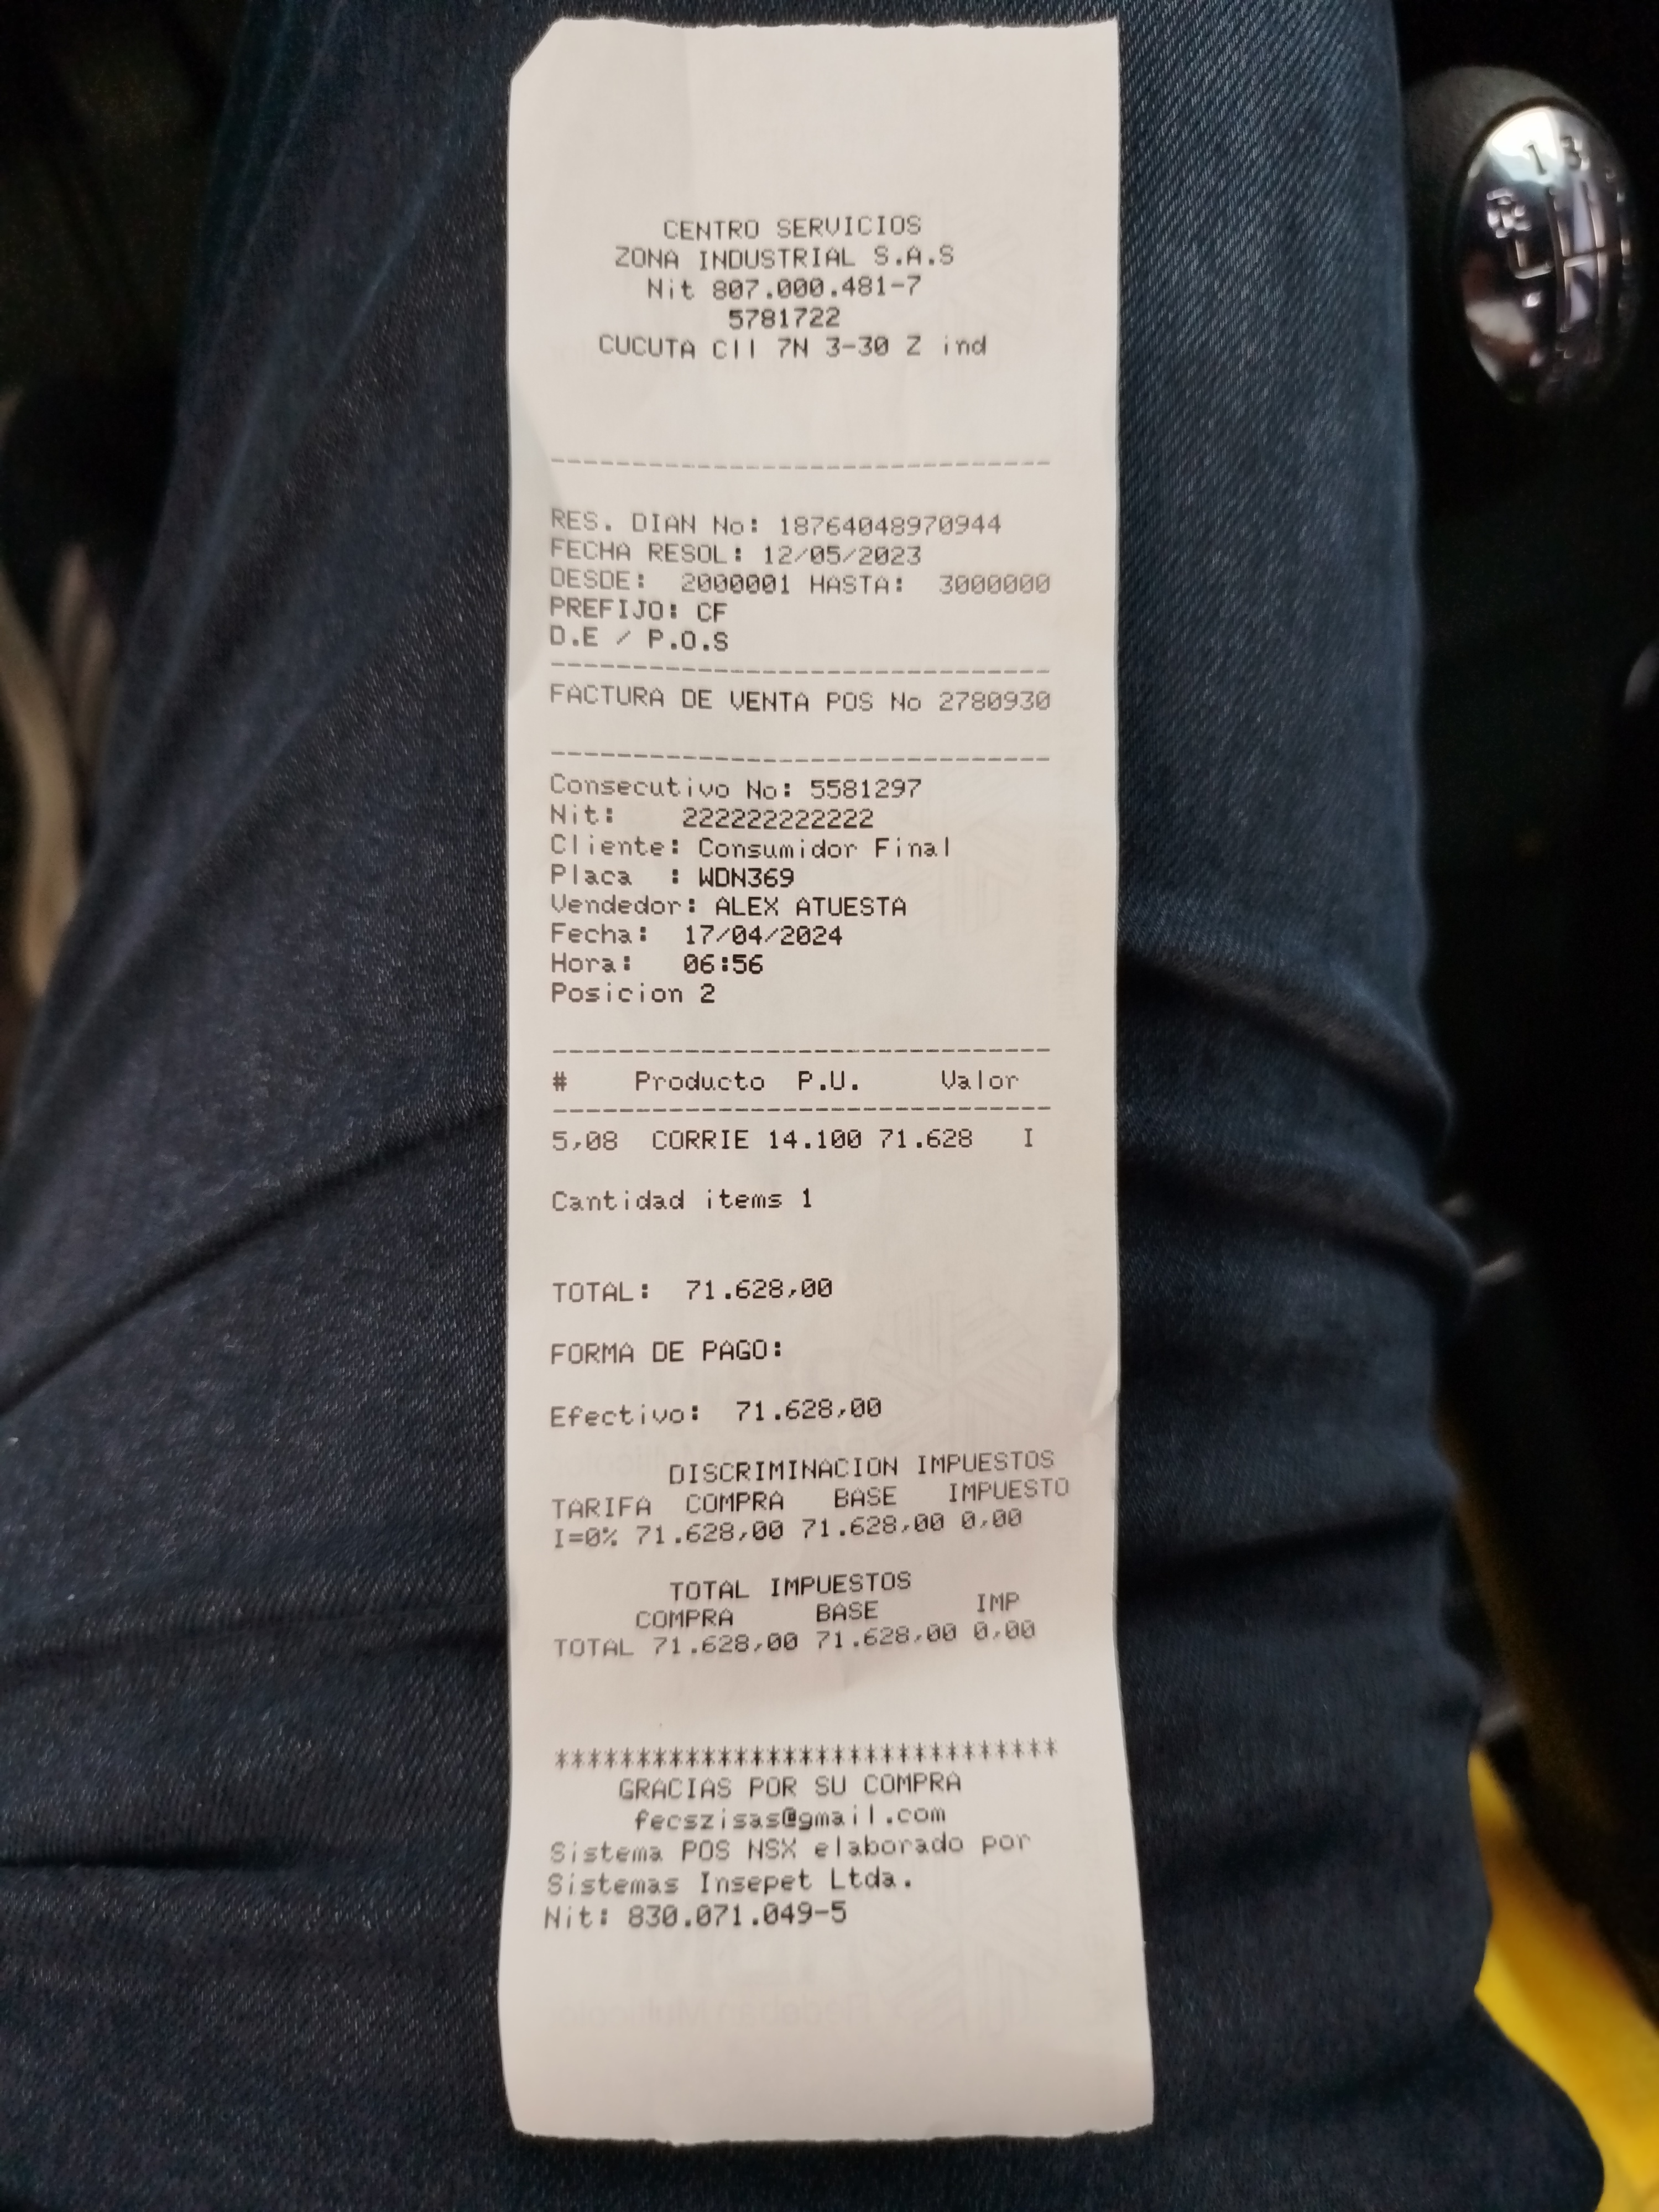 CENTRO SERVICIOS
ZONA INDUSTRIAL S.A.S
Nit 807.000.481-7
5781722
CUCUTA Cll 7N 3-30 Z ind
--------------------------------
RES. DIAN No: 18764048970944
FECHA RESOL: 12/05/2023
DESDE: 2000001 HASTA: 3000000
PREFIJO: CF
D.E / P.O.S
--------------------------------
FACTURA DE VENTA POS No 2780930
--------------------------------
Consecutivo No: 5581297
Nit: 222222222222
Cliente: Consumidor Final
Placa : WDN369
Vendedor: ALEX ATUESTA
Fecha: 17/04/2024
Hora: 06:56
Posicion 2
--------------------------------
# Producto P.U. Valor
--------------------------------
5,08 CORRIE 14.100 71.628 I
Cantidad items 1
TOTAL: 71.628,00
FORMA DE PAGO:
Efectivo: 71.628,00
DISCRIMINACION IMPUESTOS
TARIFA COMPRA BASE IMPUESTO
I=0% 71.628,00 71.628,00 0,00
TOTAL IMPUESTOS
COMPRA BASE IMP
TOTAL 71.628,00 71.628,00 0,00
*******************************
GRACIAS POR SU COMPRA
fecszisas@gmail.com
Sistema POS NSX elaborado por
Sistemas Insepet Ltda.
Nit: 830.071.049-5
1 3
R